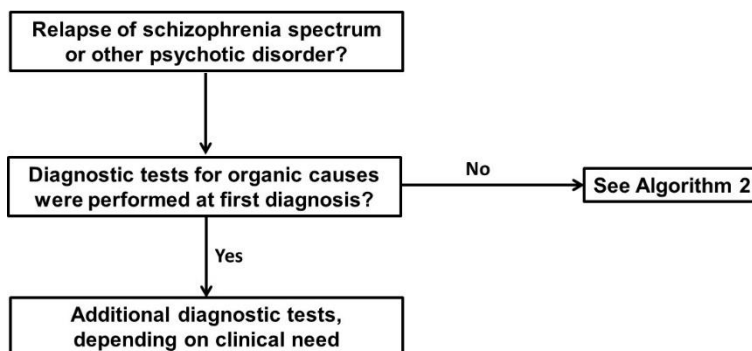 Relapse of schizophrenia spectrum
or other psychotic disorder?
Diagnostic tests for organic causes
were performed at first diagnosis?
No
See Algorithm 2
Yes
Additional diagnostic tests,
depending on clinical need